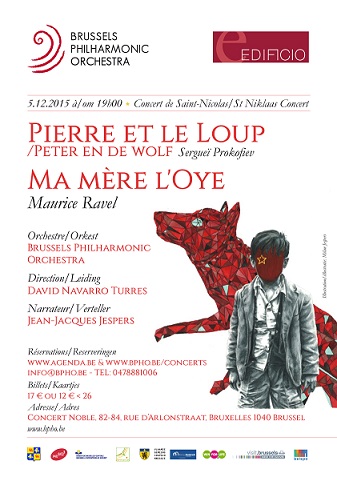 BRUSSELS
PHILHARMONIC
ORCHESTRA
e EDIFICIO
5.12.2015 à/om 19h00 • Concert de Saint-Nicolas/St Niklaas Concert
PIERRE ET LE LOUP
/PETER EN DE WOLF Sergueï Prokofiev
MA MÈRE L'OYE
Maurice Ravel
Orchestre/Orkest
BRUSSELS PHILHARMONIC
ORCHESTRA
Direction/Leiding
DAVID NAVARRO TURRES
Narrateur/Verteller
JEAN-JACQUES JESPERS
Réservations/Reserveringen
WWW.AGENDA.BE & WWW.BPHO.BE/CONCERTS
INFO@BPHO.BE - TEL: 0478881006
Billets/Kaartjes
17 € OU 12 € < 26
Adresse/Adres
CONCERT NOBLE, 82-84, RUE D'ARLONSTRAAT, BRUXELLES 1040 BRUSSEL
www.bpho.be
visit.brussels